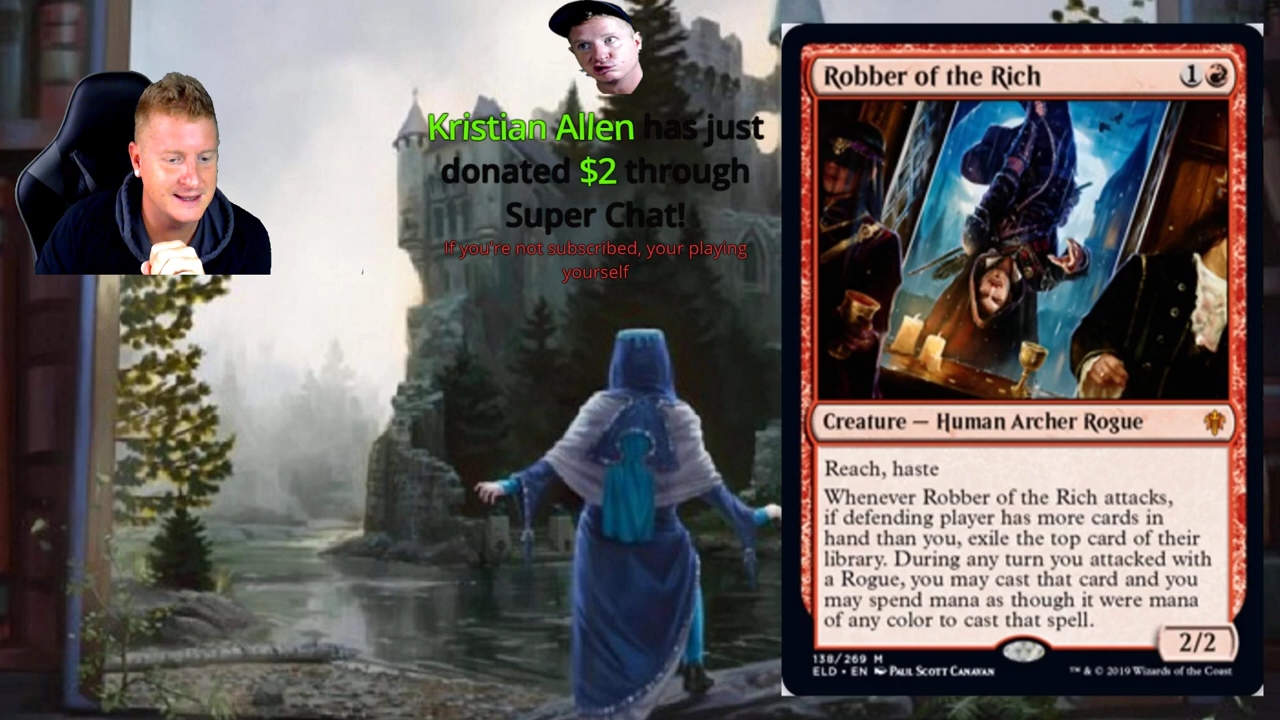 Kristian Allen has just
donated $2 through
Super Chat!
If you're not subscribed, your playing
yourself
Robber of the Rich 1
Creature — Human Archer Rogue
Reach, haste
Whenever Robber of the Rich attacks,
if defending player has more cards in
hand than you, exile the top card of their
library. During any turn you attacked with
a Rogue, you may cast that card and you
may spend mana as though it were mana
of any color to cast that spell.
2/2
138/269 M
ELD • EN Paul Scott Canavan
™ & © 2019 Wizards of the Coast